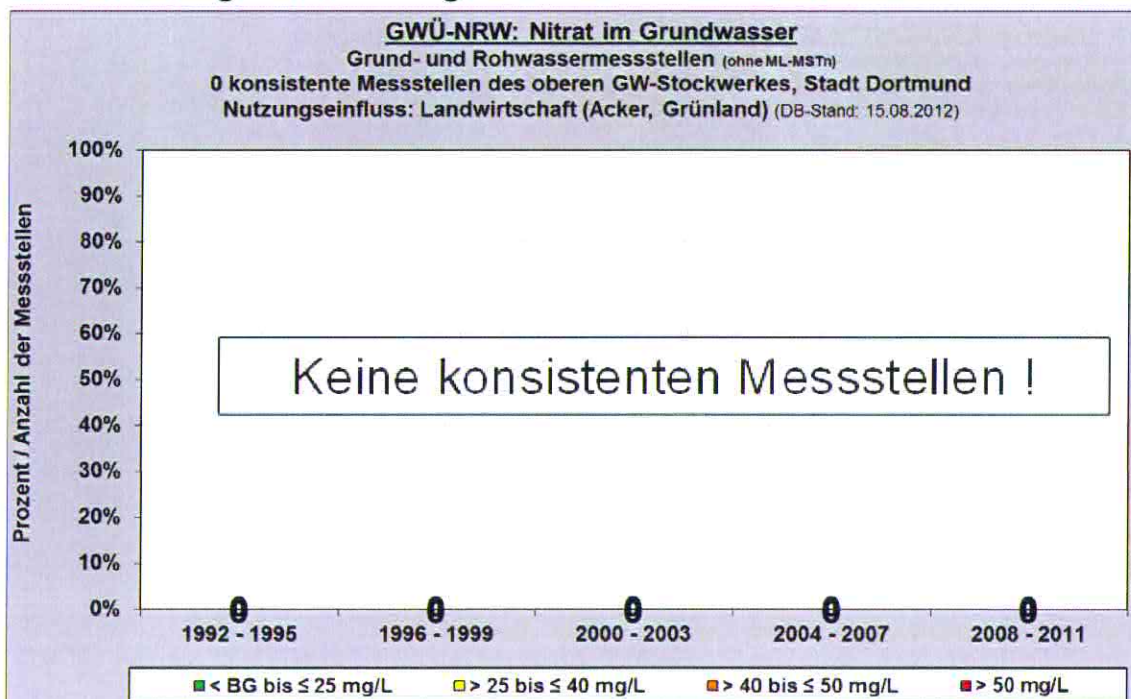 GWÜ-NRW: Nitrat im Grundwasser
Grund- und Rohwassermessstellen (ohne ML-MSTn)
0 konsistente Messstellen des oberen GW-Stockwerkes, Stadt Dortmund
Nutzungseinfluss: Landwirtschaft (Acker, Grünland) (DB-Stand: 15.08.2012)
Prozent / Anzahl der Messstellen
100%
90%
80%
70%
60%
50%
40%
30%
20%
10%
0%
Keine konsistenten Messstellen !
0 0 0 0 0
1992 - 1995 1996 - 1999 2000 - 2003 2004 - 2007 2008 - 2011
< BG bis ≤ 25 mg/L > 25 bis ≤ 40 mg/L > 40 bis ≤ 50 mg/L > 50 mg/L